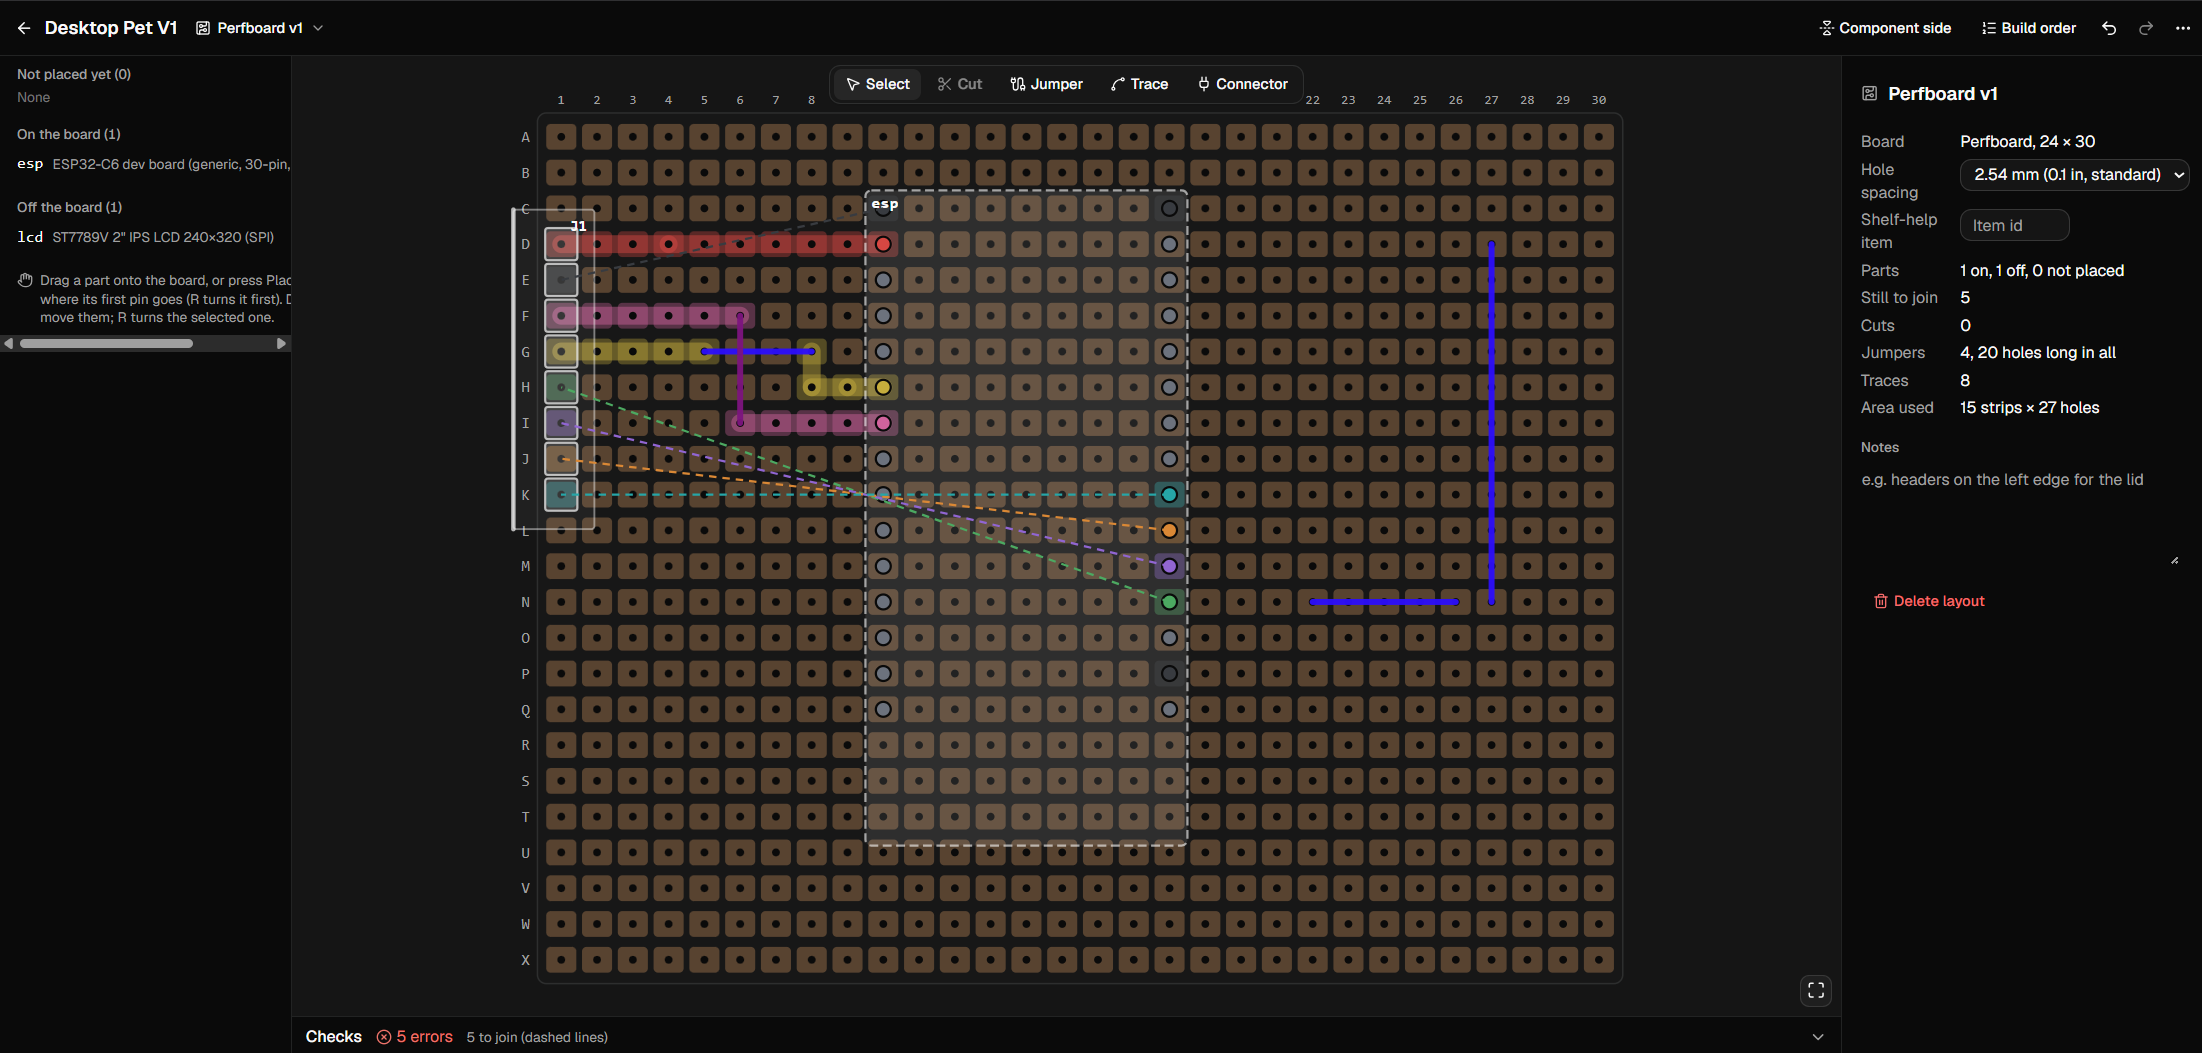 Desktop Pet V1
Perfboard v1
Component side
Build order
Not placed yet (0)
None
On the board (1)
esp ESP32-C6 dev board (generic, 30-pin,
Off the board (1)
lcd ST7789V 2" IPS LCD 240×320 (SPI)
Drag a part onto the board, or press Plac
where its first pin goes (R turns it first). D
move them; R turns the selected one.
Select
Cut
Jumper
Trace
Connector
1 2 3 4 5 6 7 8 22 23 24 25 26 27 28 29 30
A
B
C
esp
J1
D
E
F
G
H
I
J
K
L
M
N
O
P
Q
R
S
T
U
V
W
X
Checks
5 errors
5 to join (dashed lines)
Perfboard v1
Board Perfboard, 24 × 30
Hole spacing 2.54 mm (0.1 in, standard)
Shelf-help item Item id
Parts 1 on, 1 off, 0 not placed
Still to join 5
Cuts 0
Jumpers 4, 20 holes long in all
Traces 8
Area used 15 strips × 27 holes
Notes
e.g. headers on the left edge for the lid
Delete layout